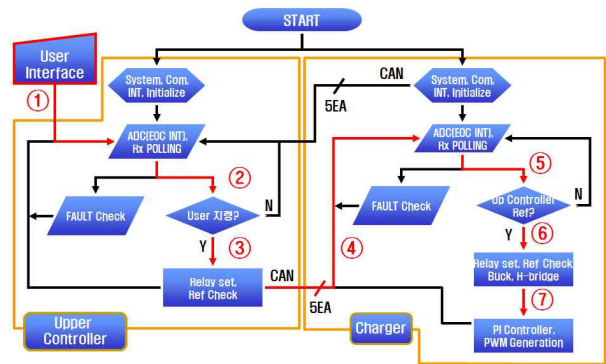 START
User
Interface
①
System, Com,
INT, Initialize
CAN
5EA
System, Com,
INT, Initialize
ADC(EOC INT),
Rx POLLING
ADC(EOC INT),
Rx POLLING
②
⑤
FAULT Check
User 지령?
N
FAULT Check
Up Controller
Ref?
N
Y
③
④
Y
⑥
Relay set,
Ref Check
CAN
5EA
Relay set, Ref Check
Buck, H-bridge
⑦
Upper
Controller
Charger
PI Controller,
PWM Generation